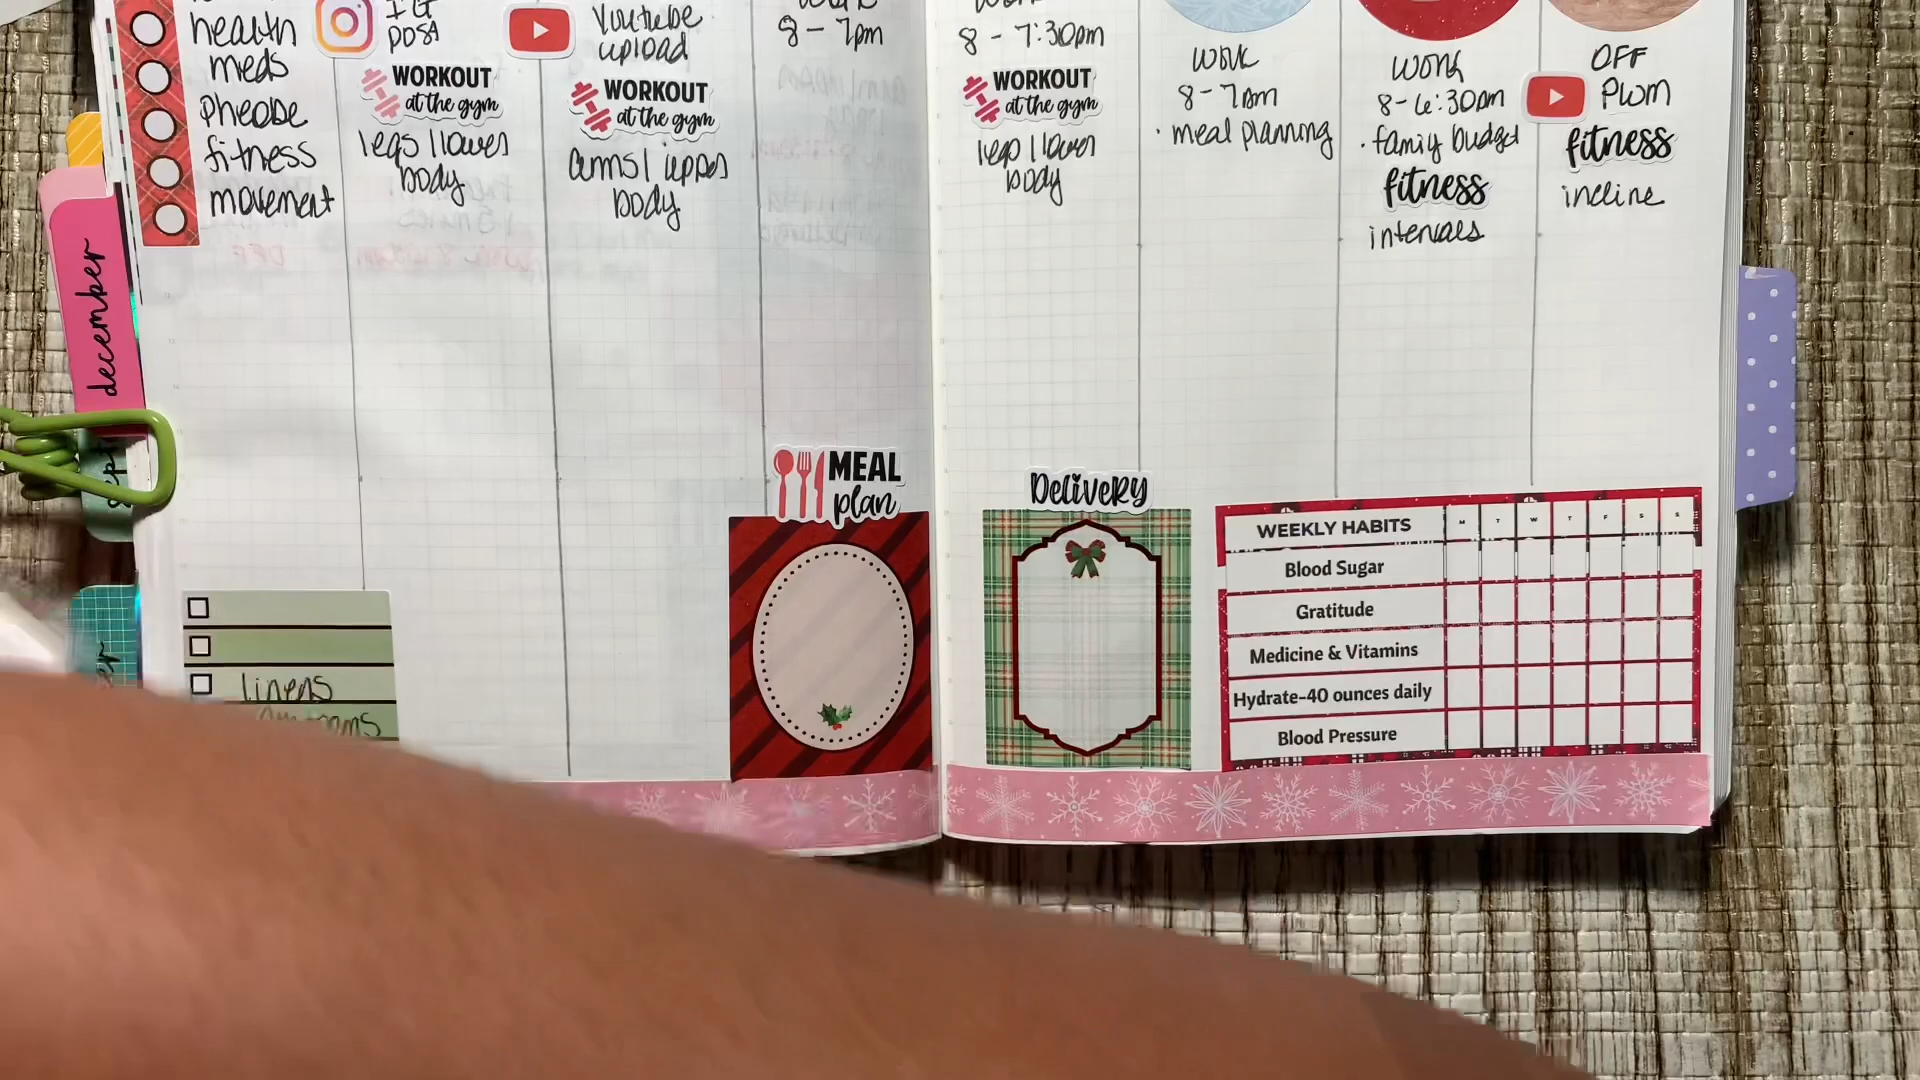 health
meds
pheobe
fitness
movement
IG
POSA
WORKOUT
at the gym
legs | lower
body
Youtube
upload
WORKOUT
at the gym
arms | upper
body
8 - 7pm
8 - 7:30pm
WORKOUT
at the gym
leg | lower
body
WORK
8 - 7pm
· meal planning
WORK
8 - 6:30pm
· family budget
fitness
intervals
OFF
PWM
fitness
incline
december
MEAL
plan
Delivery
linens
WEEKLY HABITS M T W T F S S
Blood Sugar
Gratitude
Medicine & Vitamins
Hydrate-40 ounces daily
Blood Pressure